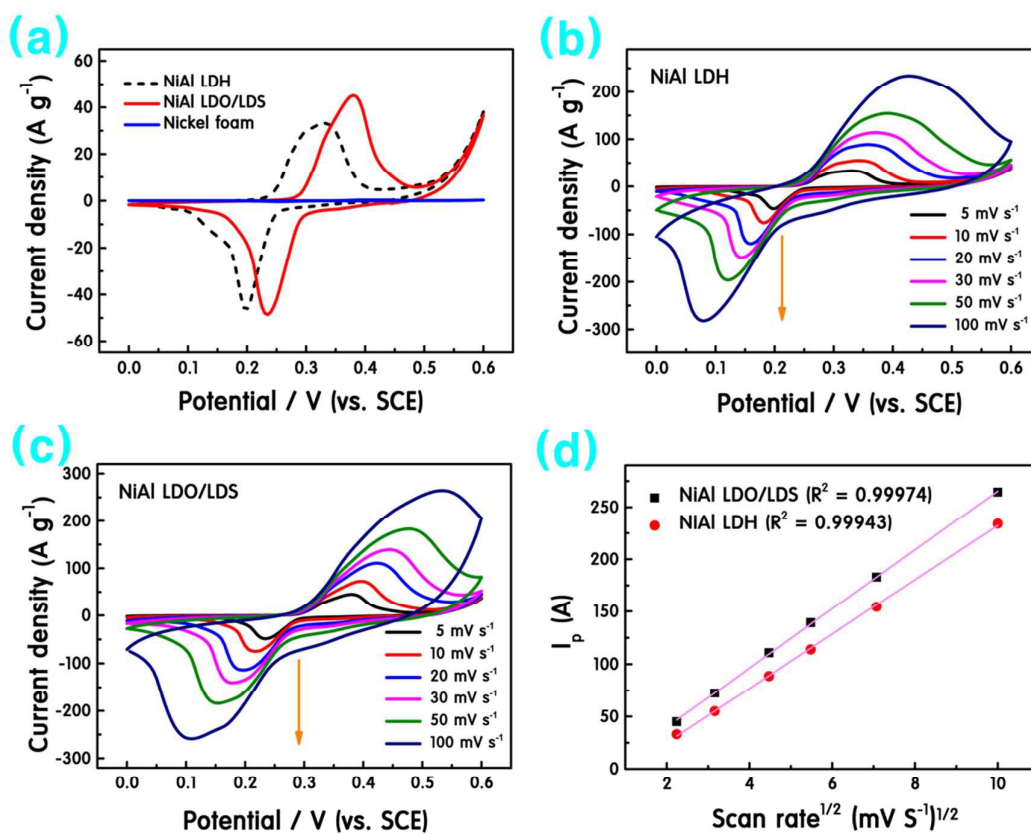 (a)
60
40
20
0
-20
-40
-60
Current density (A g⁻¹)
NiAl LDH
NiAl LDO/LDS
Nickel foam
0.0 0.1 0.2 0.3 0.4 0.5 0.6
Potential / V (vs. SCE)
(b)
200
100
0
-100
-200
-300
Current density (A g⁻¹)
NiAl LDH
5 mV s⁻¹
10 mV s⁻¹
20 mV s⁻¹
30 mV s⁻¹
50 mV s⁻¹
100 mV s⁻¹
0.0 0.1 0.2 0.3 0.4 0.5 0.6
Potential / V (vs. SCE)
(c)
300
200
100
0
-100
-200
-300
Current density (A g⁻¹)
NiAl LDO/LDS
5 mV s⁻¹
10 mV s⁻¹
20 mV s⁻¹
30 mV s⁻¹
50 mV s⁻¹
100 mV s⁻¹
0.0 0.1 0.2 0.3 0.4 0.5 0.6
Potential / V (vs. SCE)
(d)
250
200
150
100
50
0
Iₚ (A)
NiAl LDO/LDS (R² = 0.99974)
NiAl LDH (R² = 0.99943)
2 4 6 8 10
Scan rate¹ᐟ² (mV S⁻¹)¹ᐟ²